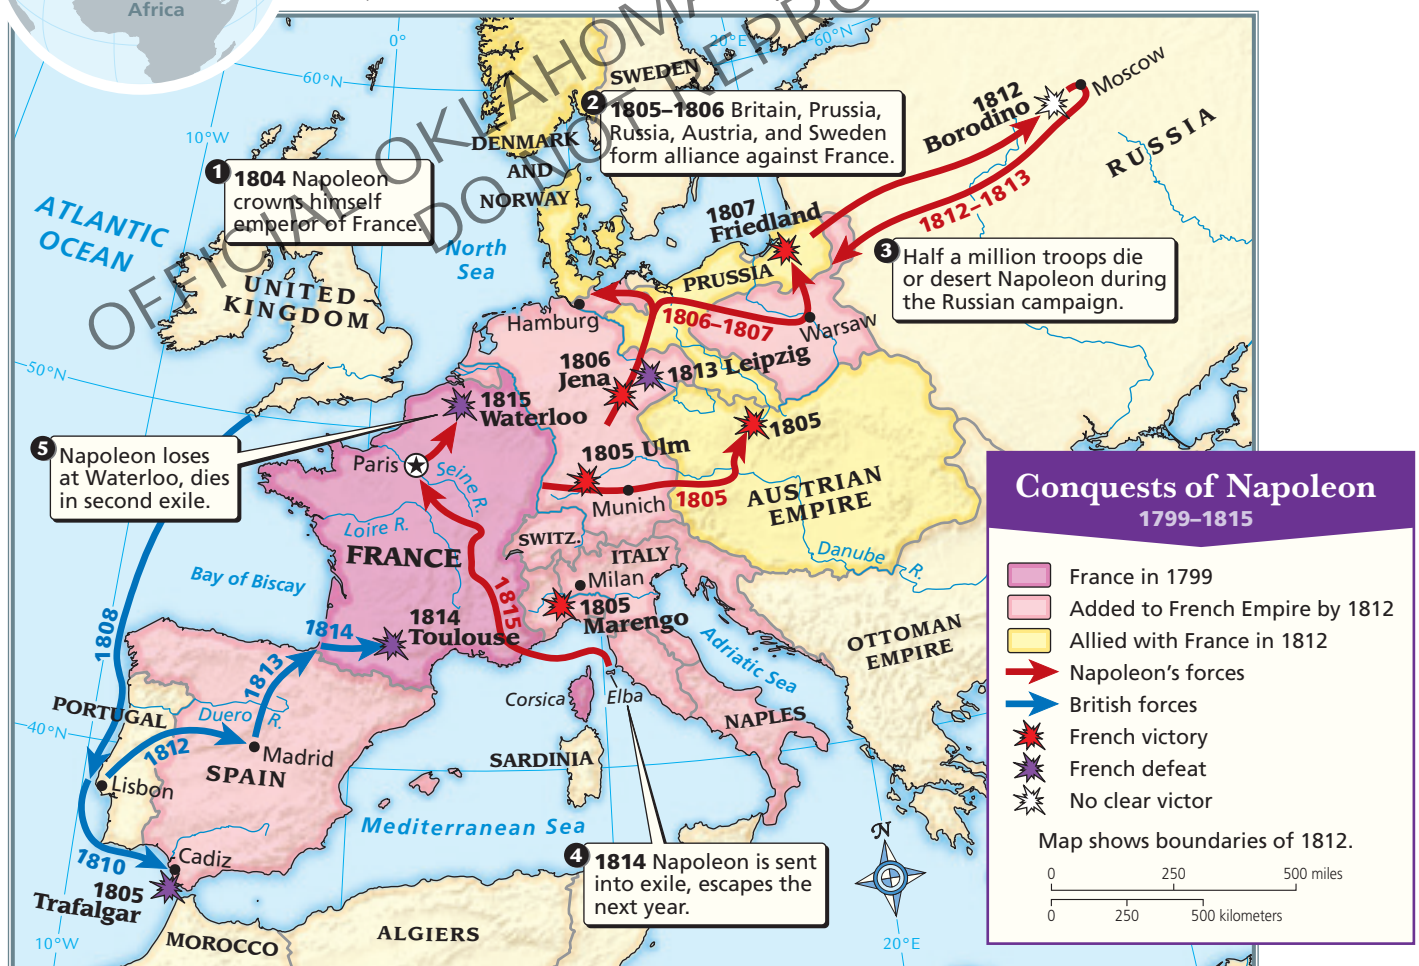 Africa
OFFICIAL OKLAHOMA
DO NOT REPRO
0°
20°E
60°N
60°N
10°W
50°N
40°N
10°W
20°E
SWEDEN
Moscow
1812
Borodino
RUSSIA
2
1805–1806 Britain, Prussia,
Russia, Austria, and Sweden
form alliance against France.
DENMARK
AND
NORWAY
1
1804 Napoleon
crowns himself
emperor of France.
ATLANTIC
OCEAN
North
Sea
1807
Friedland
1812–1813
3
Half a million troops die
or desert Napoleon during
the Russian campaign.
UNITED
KINGDOM
PRUSSIA
Hamburg
1806–1807
Warsaw
1806
Jena
1813 Leipzig
1815
Waterloo
1805
5
Napoleon loses
at Waterloo, dies
in second exile.
Paris
Seine R.
1805 Ulm
Munich
1805
AUSTRIAN
EMPIRE
Loire R.
FRANCE
SWITZ.
ITALY
Danube R.
Bay of Biscay
Milan
1815
1805
Marengo
1808
1814
1814
Toulouse
OTTOMAN
EMPIRE
Adriatic Sea
1813
Corsica
Elba
PORTUGAL
Duero R.
NAPLES
1812
Madrid
SPAIN
SARDINIA
Lisbon
Mediterranean Sea
1810
Cadiz
1805
Trafalgar
4
1814 Napoleon is sent
into exile, escapes the
next year.
N
MOROCCO
ALGIERS
Conquests of Napoleon
1799–1815
France in 1799
Added to French Empire by 1812
Allied with France in 1812
Napoleon's forces
British forces
French victory
French defeat
No clear victor
Map shows boundaries of 1812.
0 250 500 miles
0 250 500 kilometers